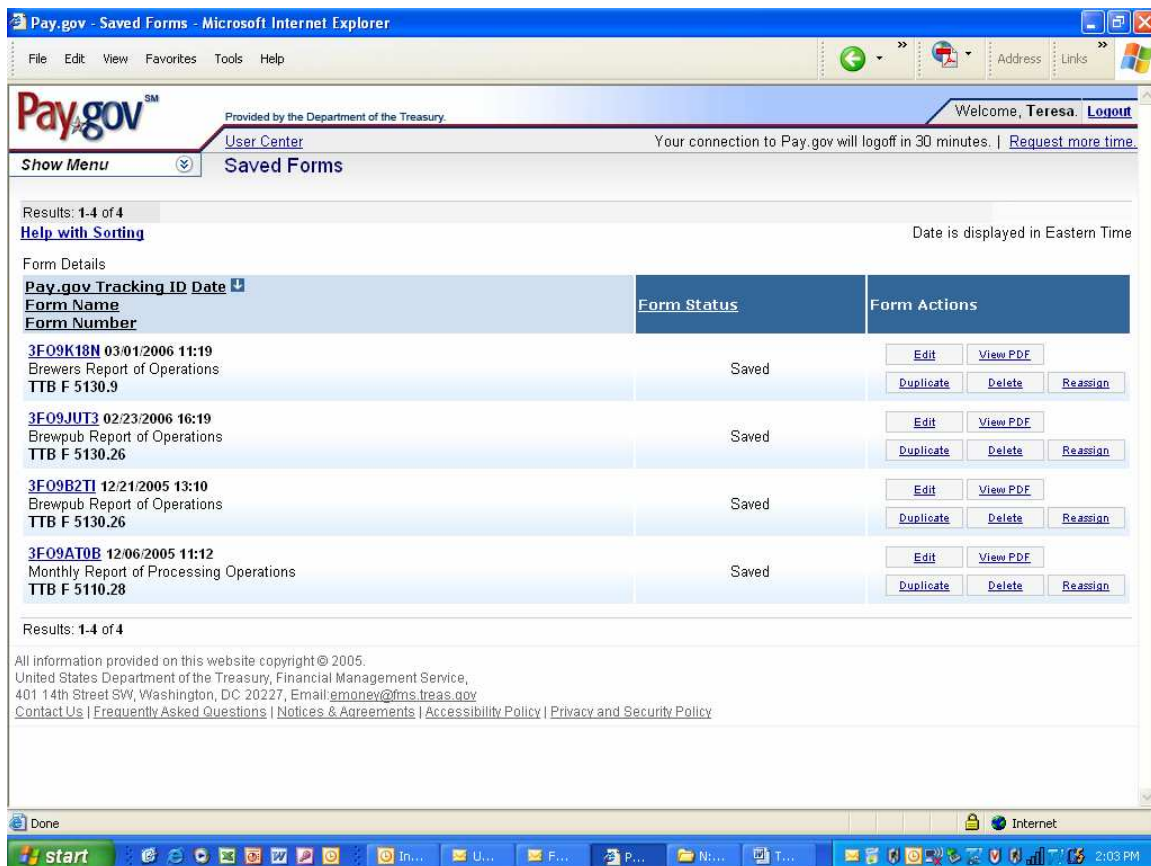 Pay.gov - Saved Forms - Microsoft Internet Explorer
File Edit View Favorites Tools Help
Address Links
Pay.gov SM
Provided by the Department of the Treasury.
Welcome, Teresa. Logout
User Center
Your connection to Pay.gov will logoff in 30 minutes. | Request more time.
Show Menu
Saved Forms
Results: 1-4 of 4
Help with Sorting
Date is displayed in Eastern Time
Form Details
Pay.gov Tracking ID Date
Form Name
Form Number
Form Status
Form Actions
3FO9K18N 03/01/2006 11:19
Brewers Report of Operations
TTB F 5130.9
Saved
Edit View PDF
Duplicate Delete Reassign
3FO9JUT3 02/23/2006 16:19
Brewpub Report of Operations
TTB F 5130.26
Saved
Edit View PDF
Duplicate Delete Reassign
3FO9B2TI 12/21/2005 13:10
Brewpub Report of Operations
TTB F 5130.26
Saved
Edit View PDF
Duplicate Delete Reassign
3FO9AT0B 12/06/2005 11:12
Monthly Report of Processing Operations
TTB F 5110.28
Saved
Edit View PDF
Duplicate Delete Reassign
Results: 1-4 of 4
All information provided on this website copyright © 2005.
United States Department of the Treasury, Financial Management Service,
401 14th Street SW, Washington, DC 20227, Email:emoney@fms.treas.gov
Contact Us | Frequently Asked Questions | Notices & Agreements | Accessibility Policy | Privacy and Security Policy
Done
Internet
start
In...
U...
F...
P...
N:...
T...
2:03 PM